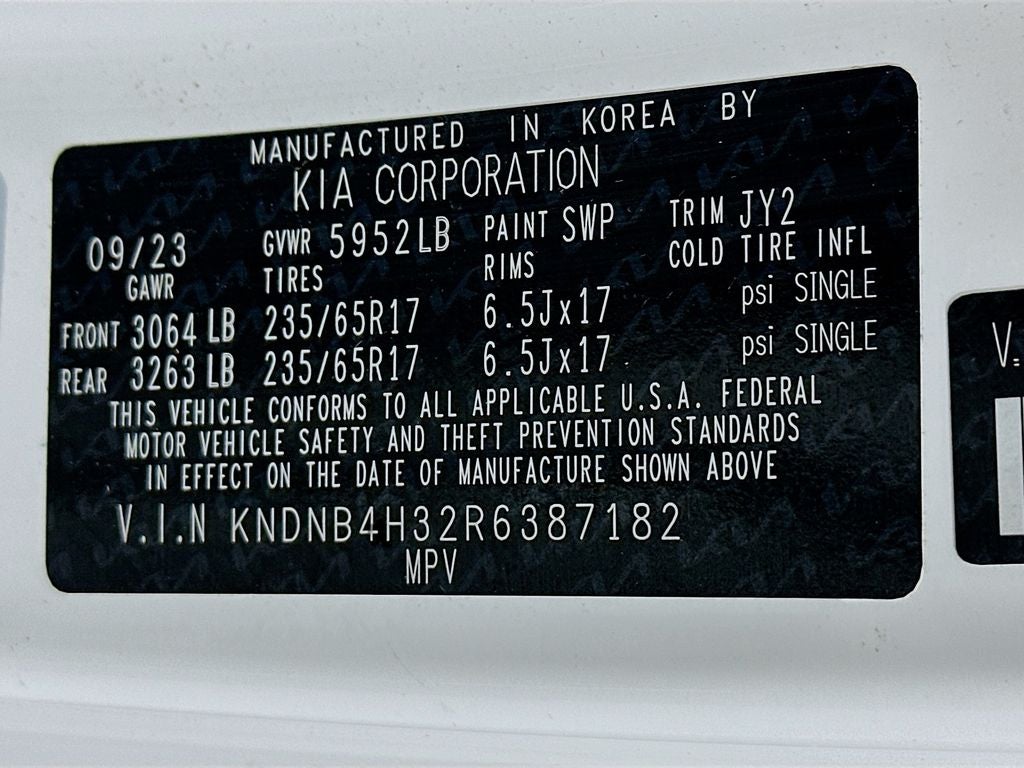 MANUFACTURED IN KOREA BY
KIA CORPORATION
09/23 GVWR 5952LB PAINT SWP TRIM JY2
GAWR TIRES RIMS COLD TIRE INFL
FRONT 3064 LB 235/65R17 6.5Jx17 psi SINGLE
REAR 3263 LB 235/65R17 6.5Jx17 psi SINGLE
THIS VEHICLE CONFORMS TO ALL APPLICABLE U.S.A. FEDERAL
MOTOR VEHICLE SAFETY AND THEFT PREVENTION STANDARDS
IN EFFECT ON THE DATE OF MANUFACTURE SHOWN ABOVE
V.I.N KNDNB4H32R6387182
MPV
V.